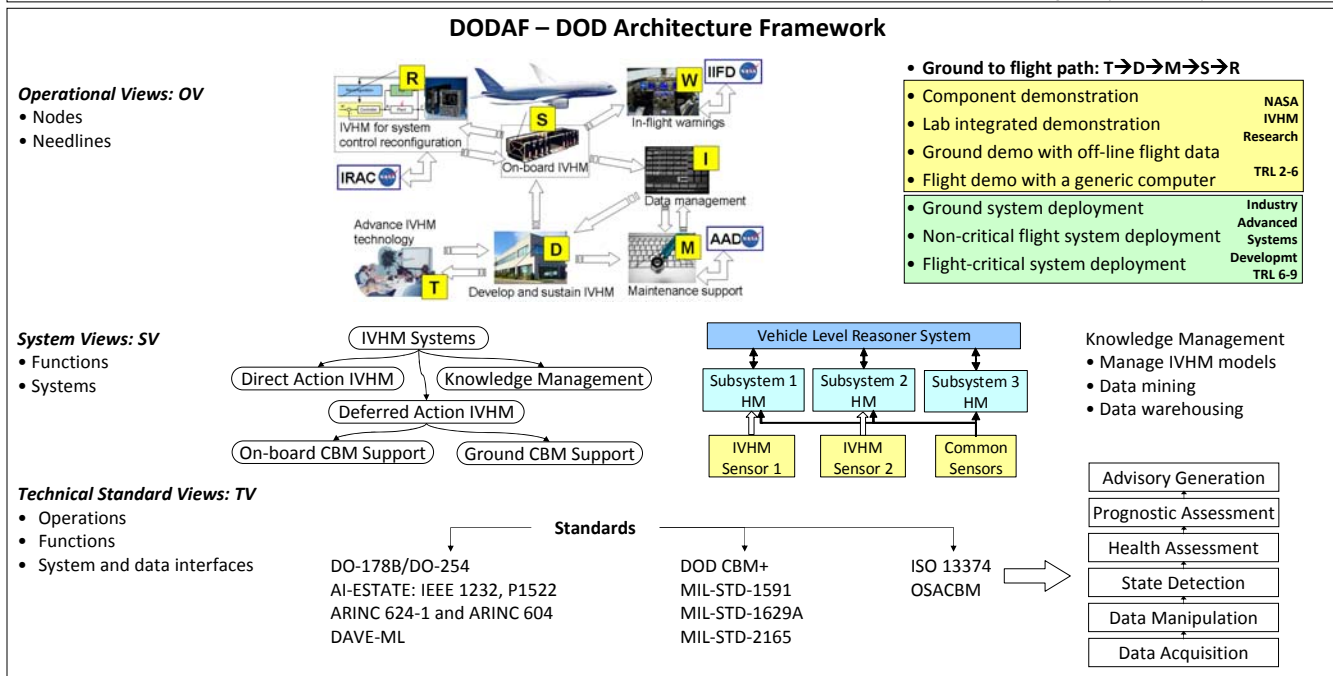 DODAF – DOD Architecture Framework
Operational Views: OV
• Nodes
• Needlines
R
IVHM for system
control reconfiguration
IRAC
NASA
S
On-board IVHM
W
In-flight warnings
IIFD
NASA
I
Data management
Advance IVHM
technology
T
D
Develop and sustain IVHM
M
Maintenance support
AAD
NASA
• Ground to flight path: T→D→M→S→R
• Component demonstration
• Lab integrated demonstration
• Ground demo with off-line flight data
• Flight demo with a generic computer
NASA
IVHM
Research
TRL 2-6
• Ground system deployment
• Non-critical flight system deployment
• Flight-critical system deployment
Industry
Advanced
Systems
Developmt
TRL 6-9
System Views: SV
• Functions
• Systems
IVHM Systems
Direct Action IVHM
Knowledge Management
Deferred Action IVHM
On-board CBM Support
Ground CBM Support
Vehicle Level Reasoner System
Subsystem 1
HM
Subsystem 2
HM
Subsystem 3
HM
IVHM
Sensor 1
IVHM
Sensor 2
Common
Sensors
Knowledge Management
• Manage IVHM models
• Data mining
• Data warehousing
Technical Standard Views: TV
• Operations
• Functions
• System and data interfaces
Standards
DO-178B/DO-254
AI-ESTATE: IEEE 1232, P1522
ARINC 624-1 and ARINC 604
DAVE-ML
DOD CBM+
MIL-STD-1591
MIL-STD-1629A
MIL-STD-2165
ISO 13374
OSACBM
Advisory Generation
Prognostic Assessment
Health Assessment
State Detection
Data Manipulation
Data Acquisition